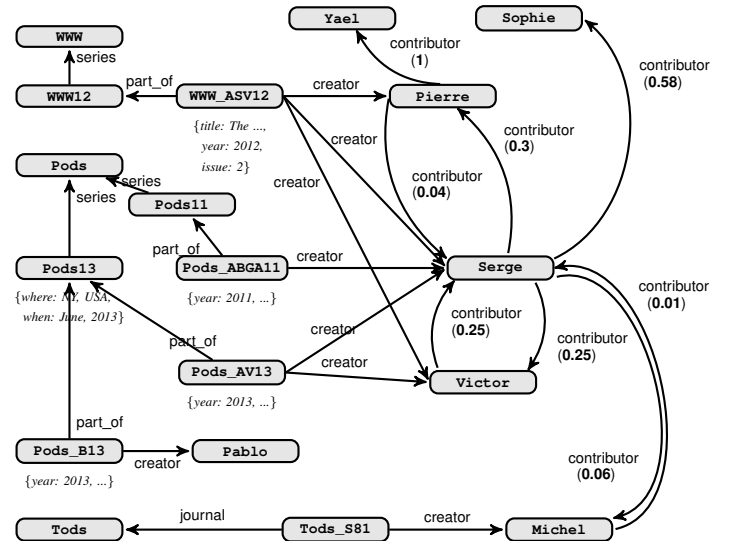 Yael
Sophie
WWW
contributor
(1)
series
contributor
(0.58)
part_of
creator
WWW12
WWW_ASV12
Pierre
{title: The ...,
year: 2012,
issue: 2}
creator
contributor
(0.3)
Pods
series
creator
contributor
(0.04)
series
Pods11
part_of
creator
Pods13
Pods_ABGA11
Serge
{where: NY, USA,
when: June, 2013}
{year: 2011, ...}
contributor
(0.01)
contributor
(0.25)
creator
part_of
contributor
(0.25)
creator
Pods_AV13
Victor
{year: 2013, ...}
part_of
Pods_B13
Pablo
creator
contributor
(0.06)
{year: 2013, ...}
journal
creator
Tods
Tods_S81
Michel